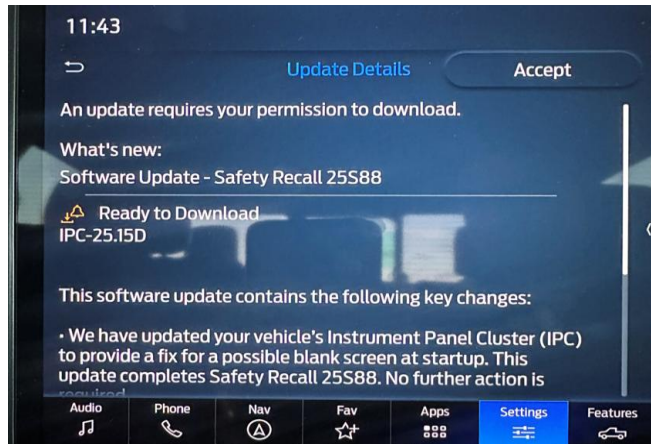 11:43
Update Details
Accept
An update requires your permission to download.
What's new:
Software Update - Safety Recall 25S88
Ready to Download
IPC-25.15D
This software update contains the following key changes:
• We have updated your vehicle's Instrument Panel Cluster (IPC)
to provide a fix for a possible blank screen at startup. This
update completes Safety Recall 25S88. No further action is
required
Audio
Phone
Nav
Fav
Apps
Settings
Features